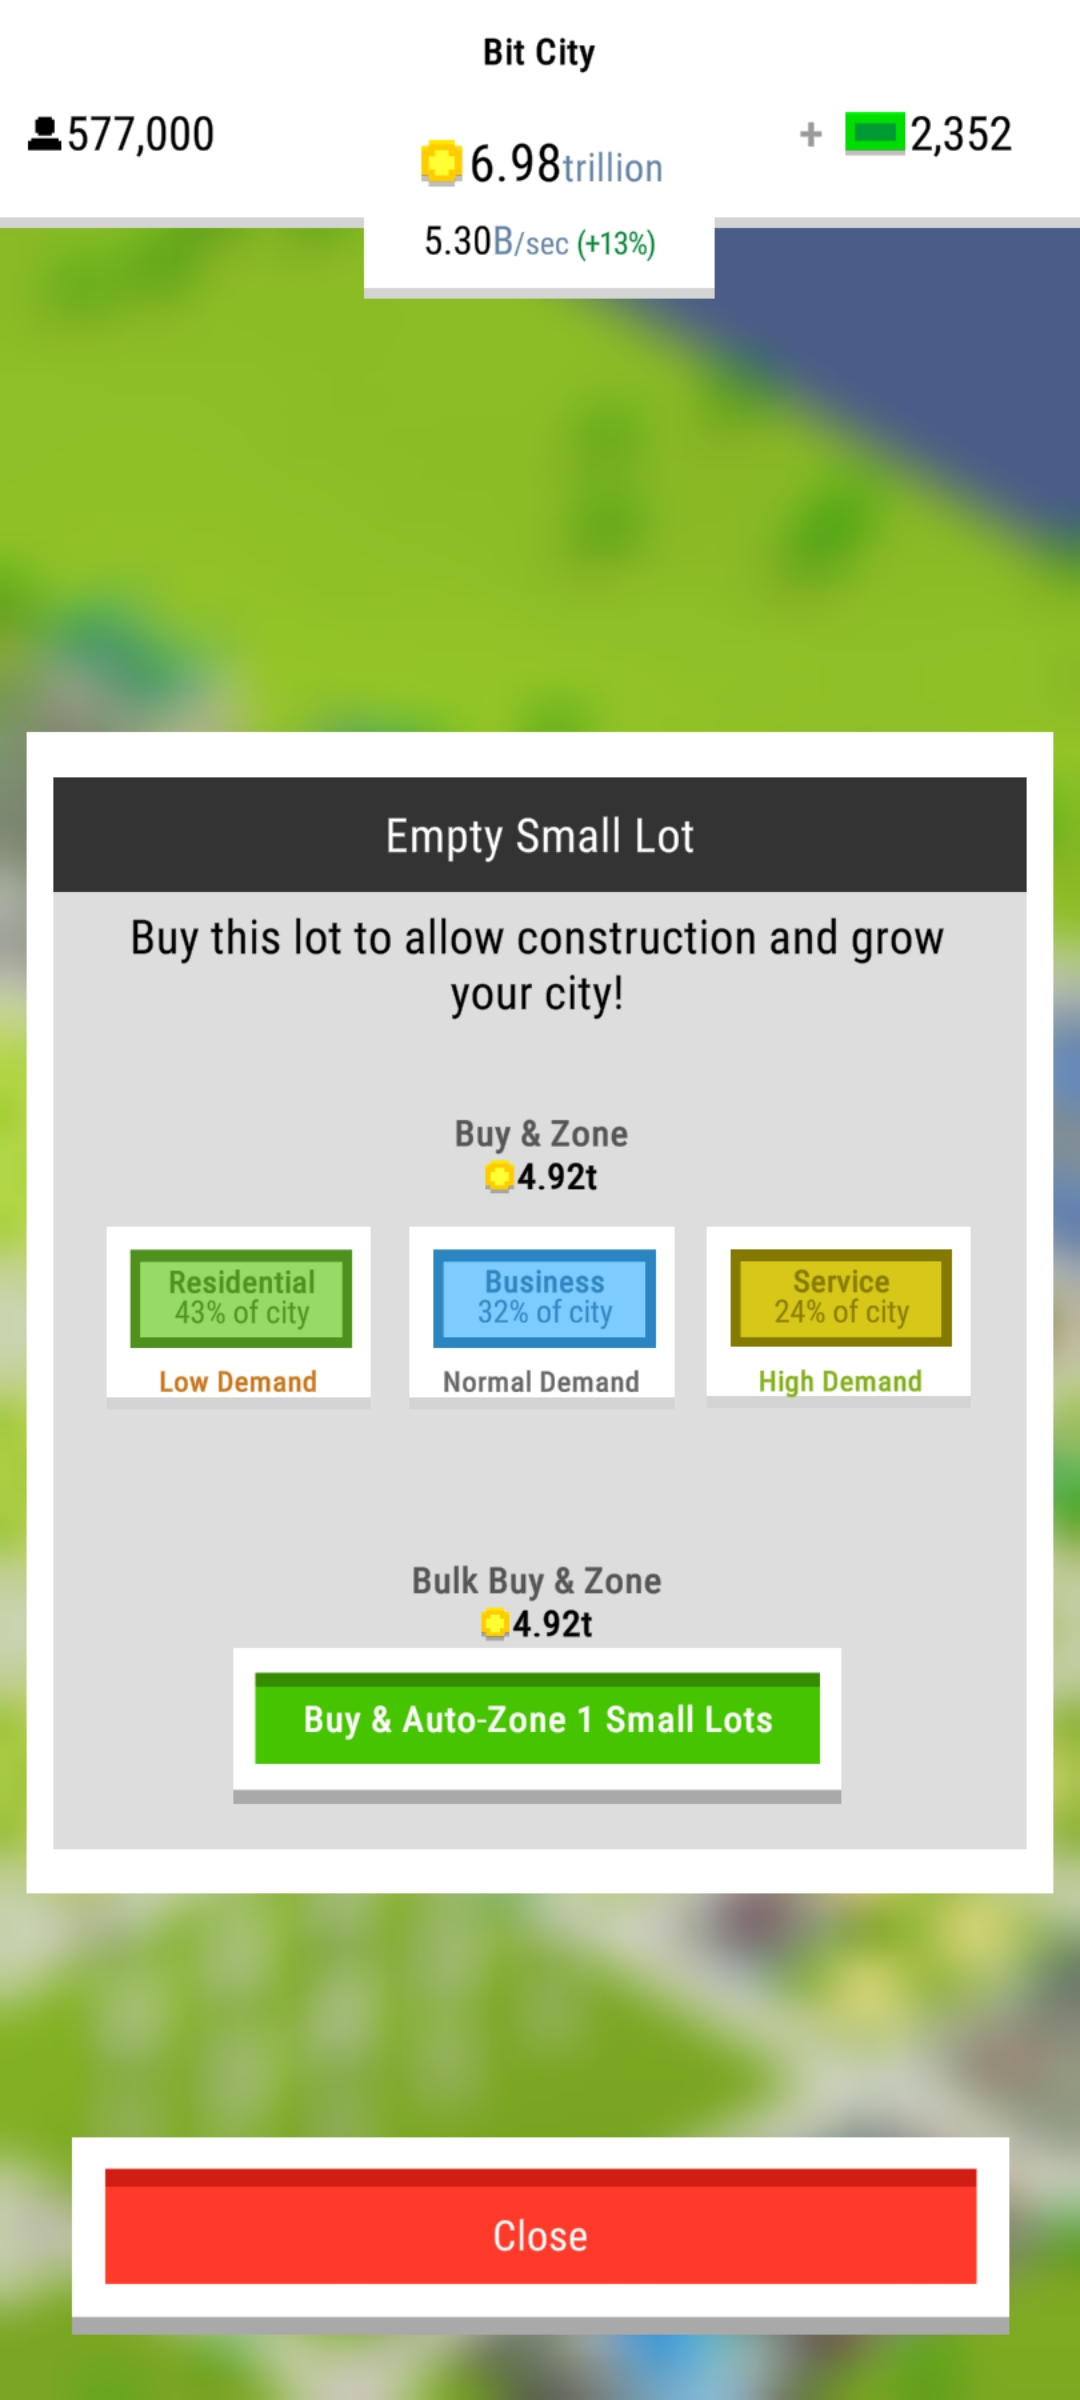 Bit City
577,000
6.98trillion
+ 2,352
5.30B/sec (+13%)
Empty Small Lot
Buy this lot to allow construction and grow
your city!
Buy & Zone
4.92t
Residential
43% of city
Low Demand
Business
32% of city
Normal Demand
Service
24% of city
High Demand
Bulk Buy & Zone
4.92t
Buy & Auto-Zone 1 Small Lots
Close